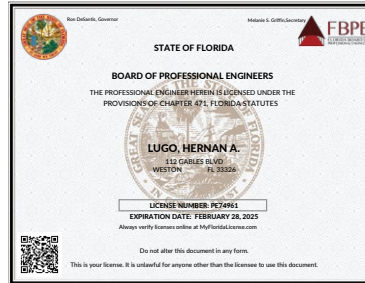 Ron DeSantis, Governor
Melanie S. Griffin,Secretary
FBPE
STATE OF FLORIDA
BOARD OF PROFESSIONAL ENGINEERS
THE PROFESSIONAL ENGINEER HEREIN IS LICENSED UNDER THE
PROVISIONS OF CHAPTER 471, FLORIDA STATUTES
LUGO, HERNAN A.
112 GABLES BLVD
WESTON FL 33326
LICENSE NUMBER: PE74961
EXPIRATION DATE: FEBRUARY 28, 2025
Always verify licenses online at MyFloridaLicense.com
Do not alter this document in any form.
This is your license. It is unlawful for anyone other than the licensee to use this document.